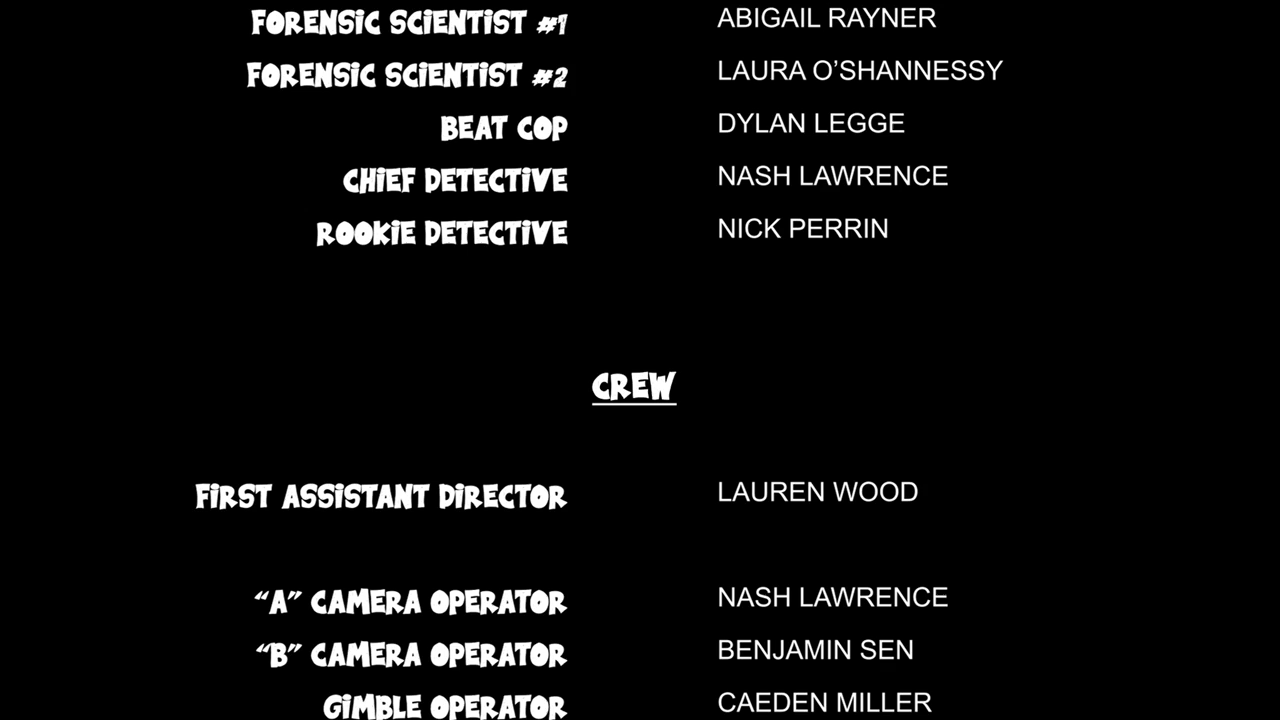 FORENSIC SCIENTIST #1 ABIGAIL RAYNER
FORENSIC SCIENTIST #2 LAURA O’SHANNESSY
BEAT COP DYLAN LEGGE
CHIEF DETECTIVE NASH LAWRENCE
ROOKIE DETECTIVE NICK PERRIN
CREW
FIRST ASSISTANT DIRECTOR LAUREN WOOD
“A” CAMERA OPERATOR NASH LAWRENCE
“B” CAMERA OPERATOR BENJAMIN SEN
GIMBLE OPERATOR CAEDEN MILLER